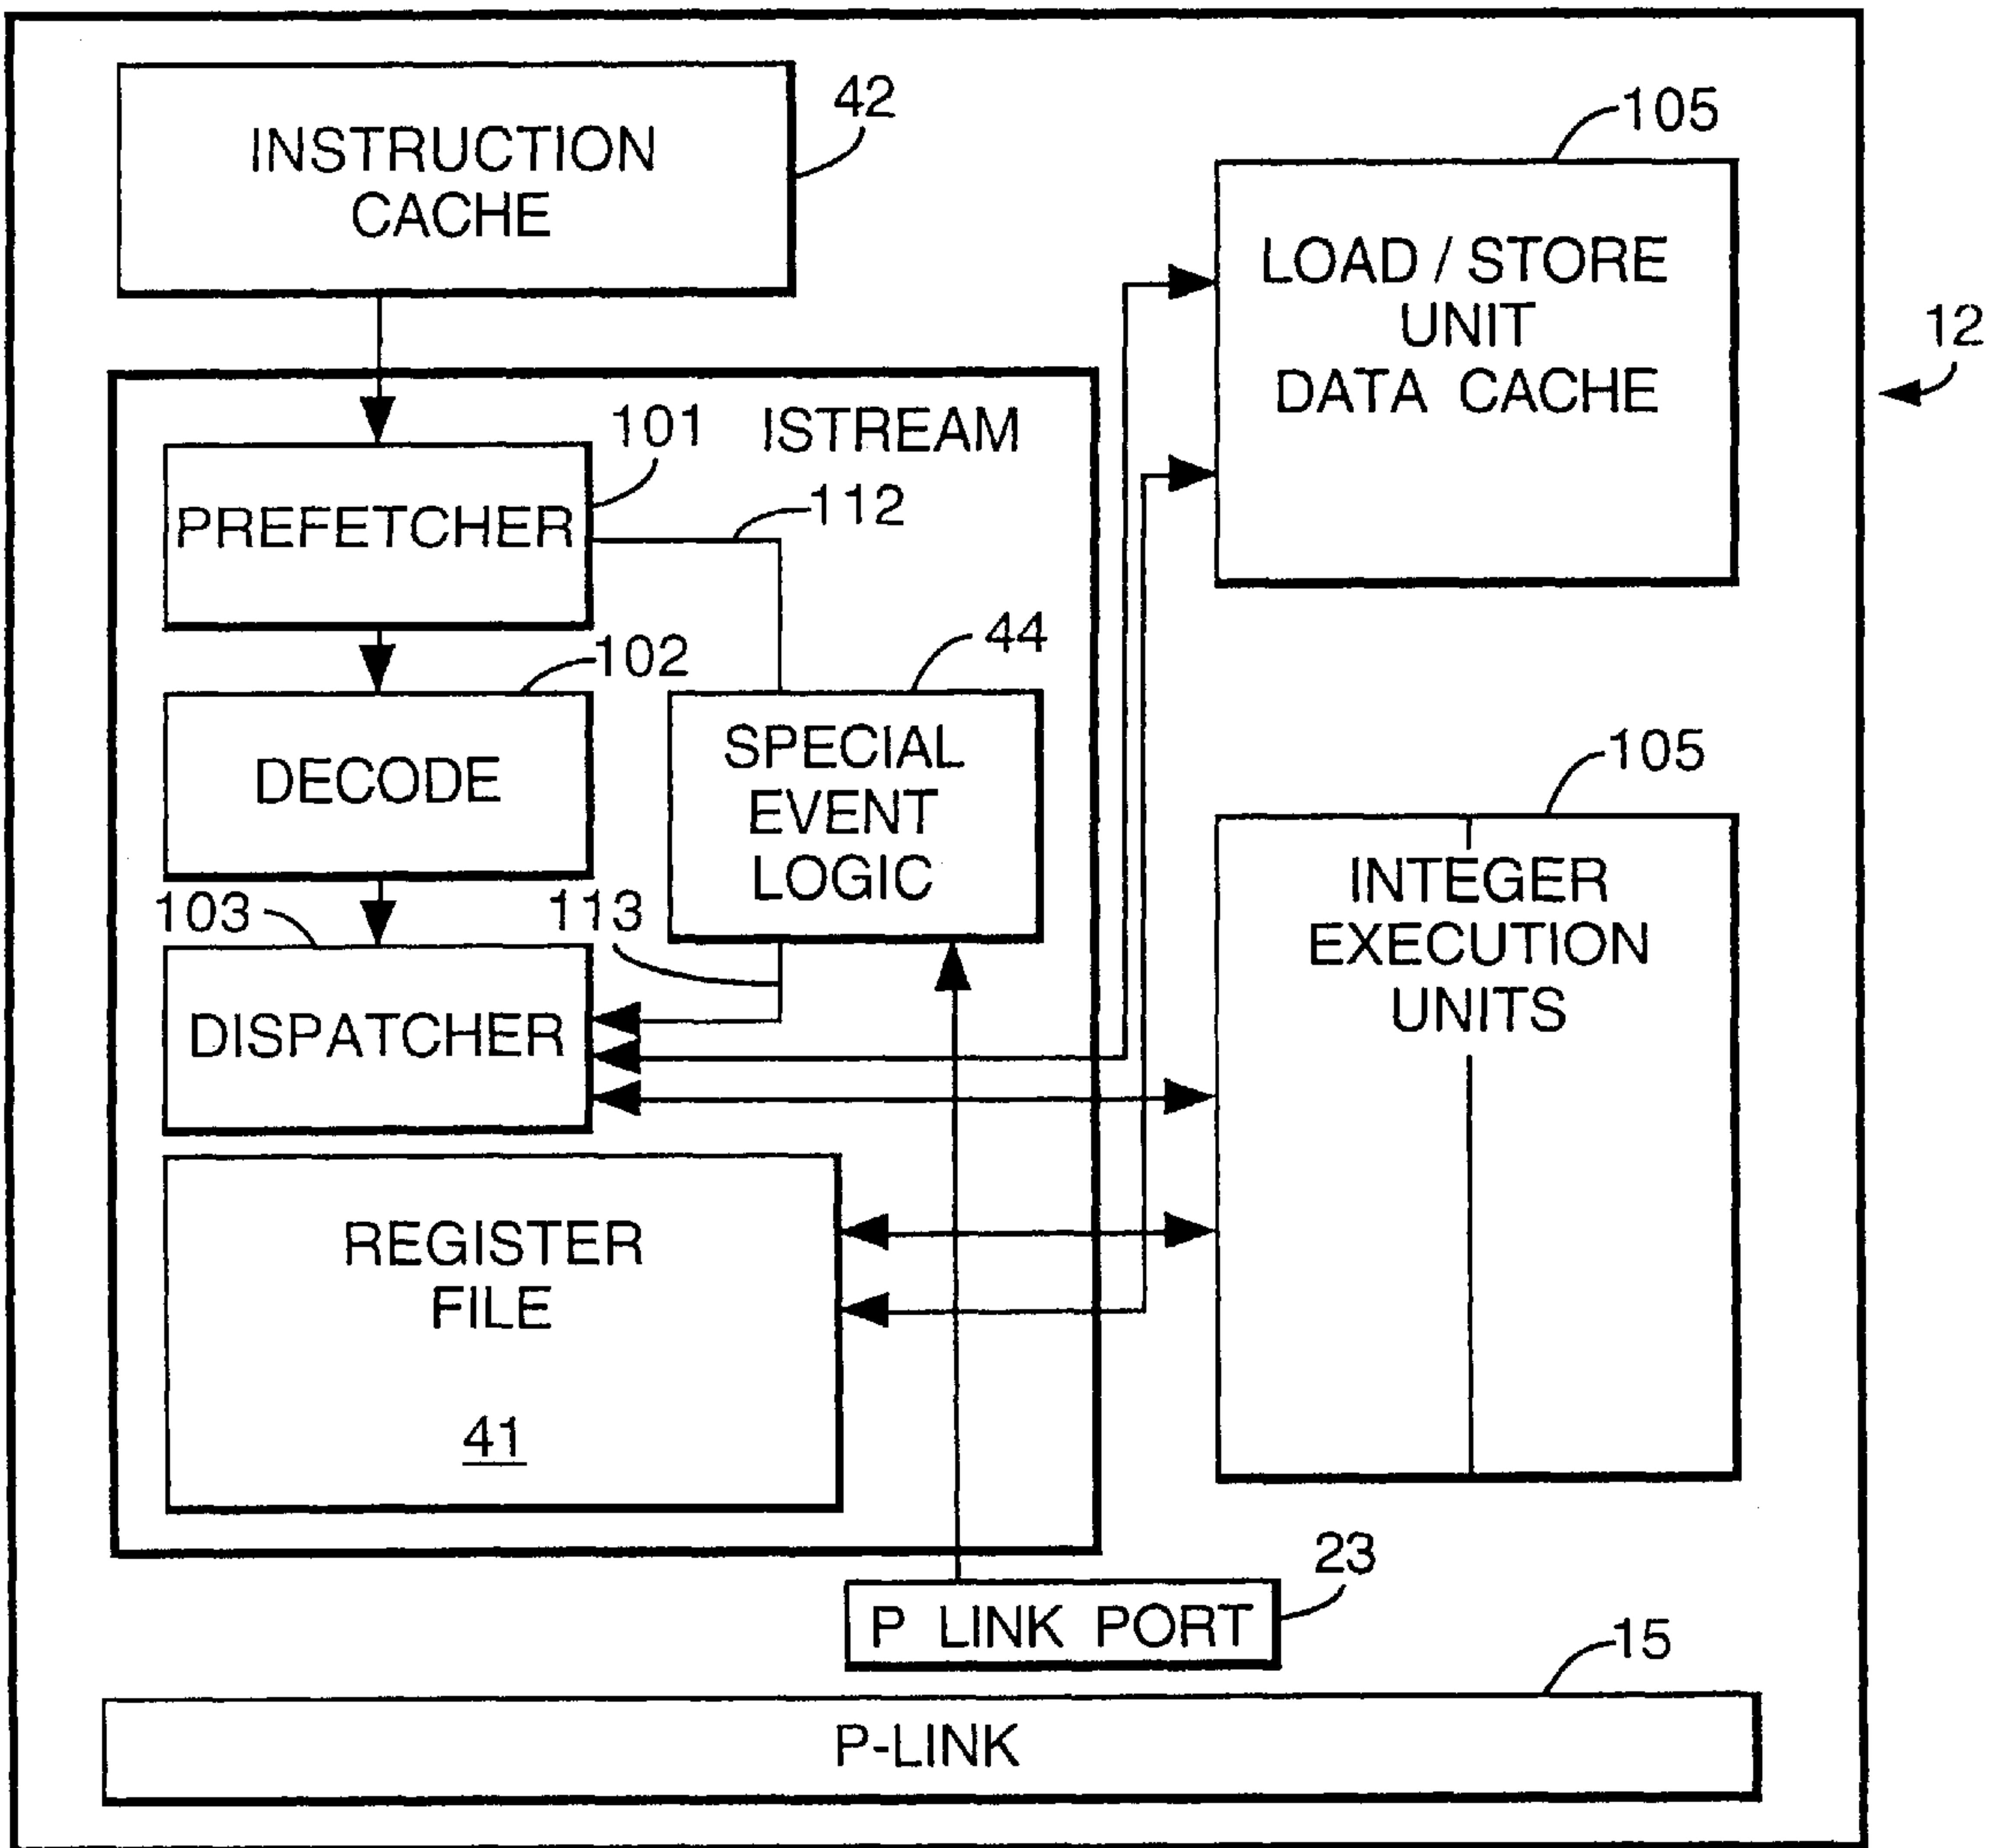 42
INSTRUCTION
CACHE
105
LOAD / STORE
UNIT
DATA CACHE
12
ISTREAM
101
PREFETCHER
112
44
102
DECODE
SPECIAL
EVENT
LOGIC
103
113
DISPATCHER
105
INTEGER
EXECUTION
UNITS
REGISTER
FILE
41
23
P LINK PORT
15
P-LINK